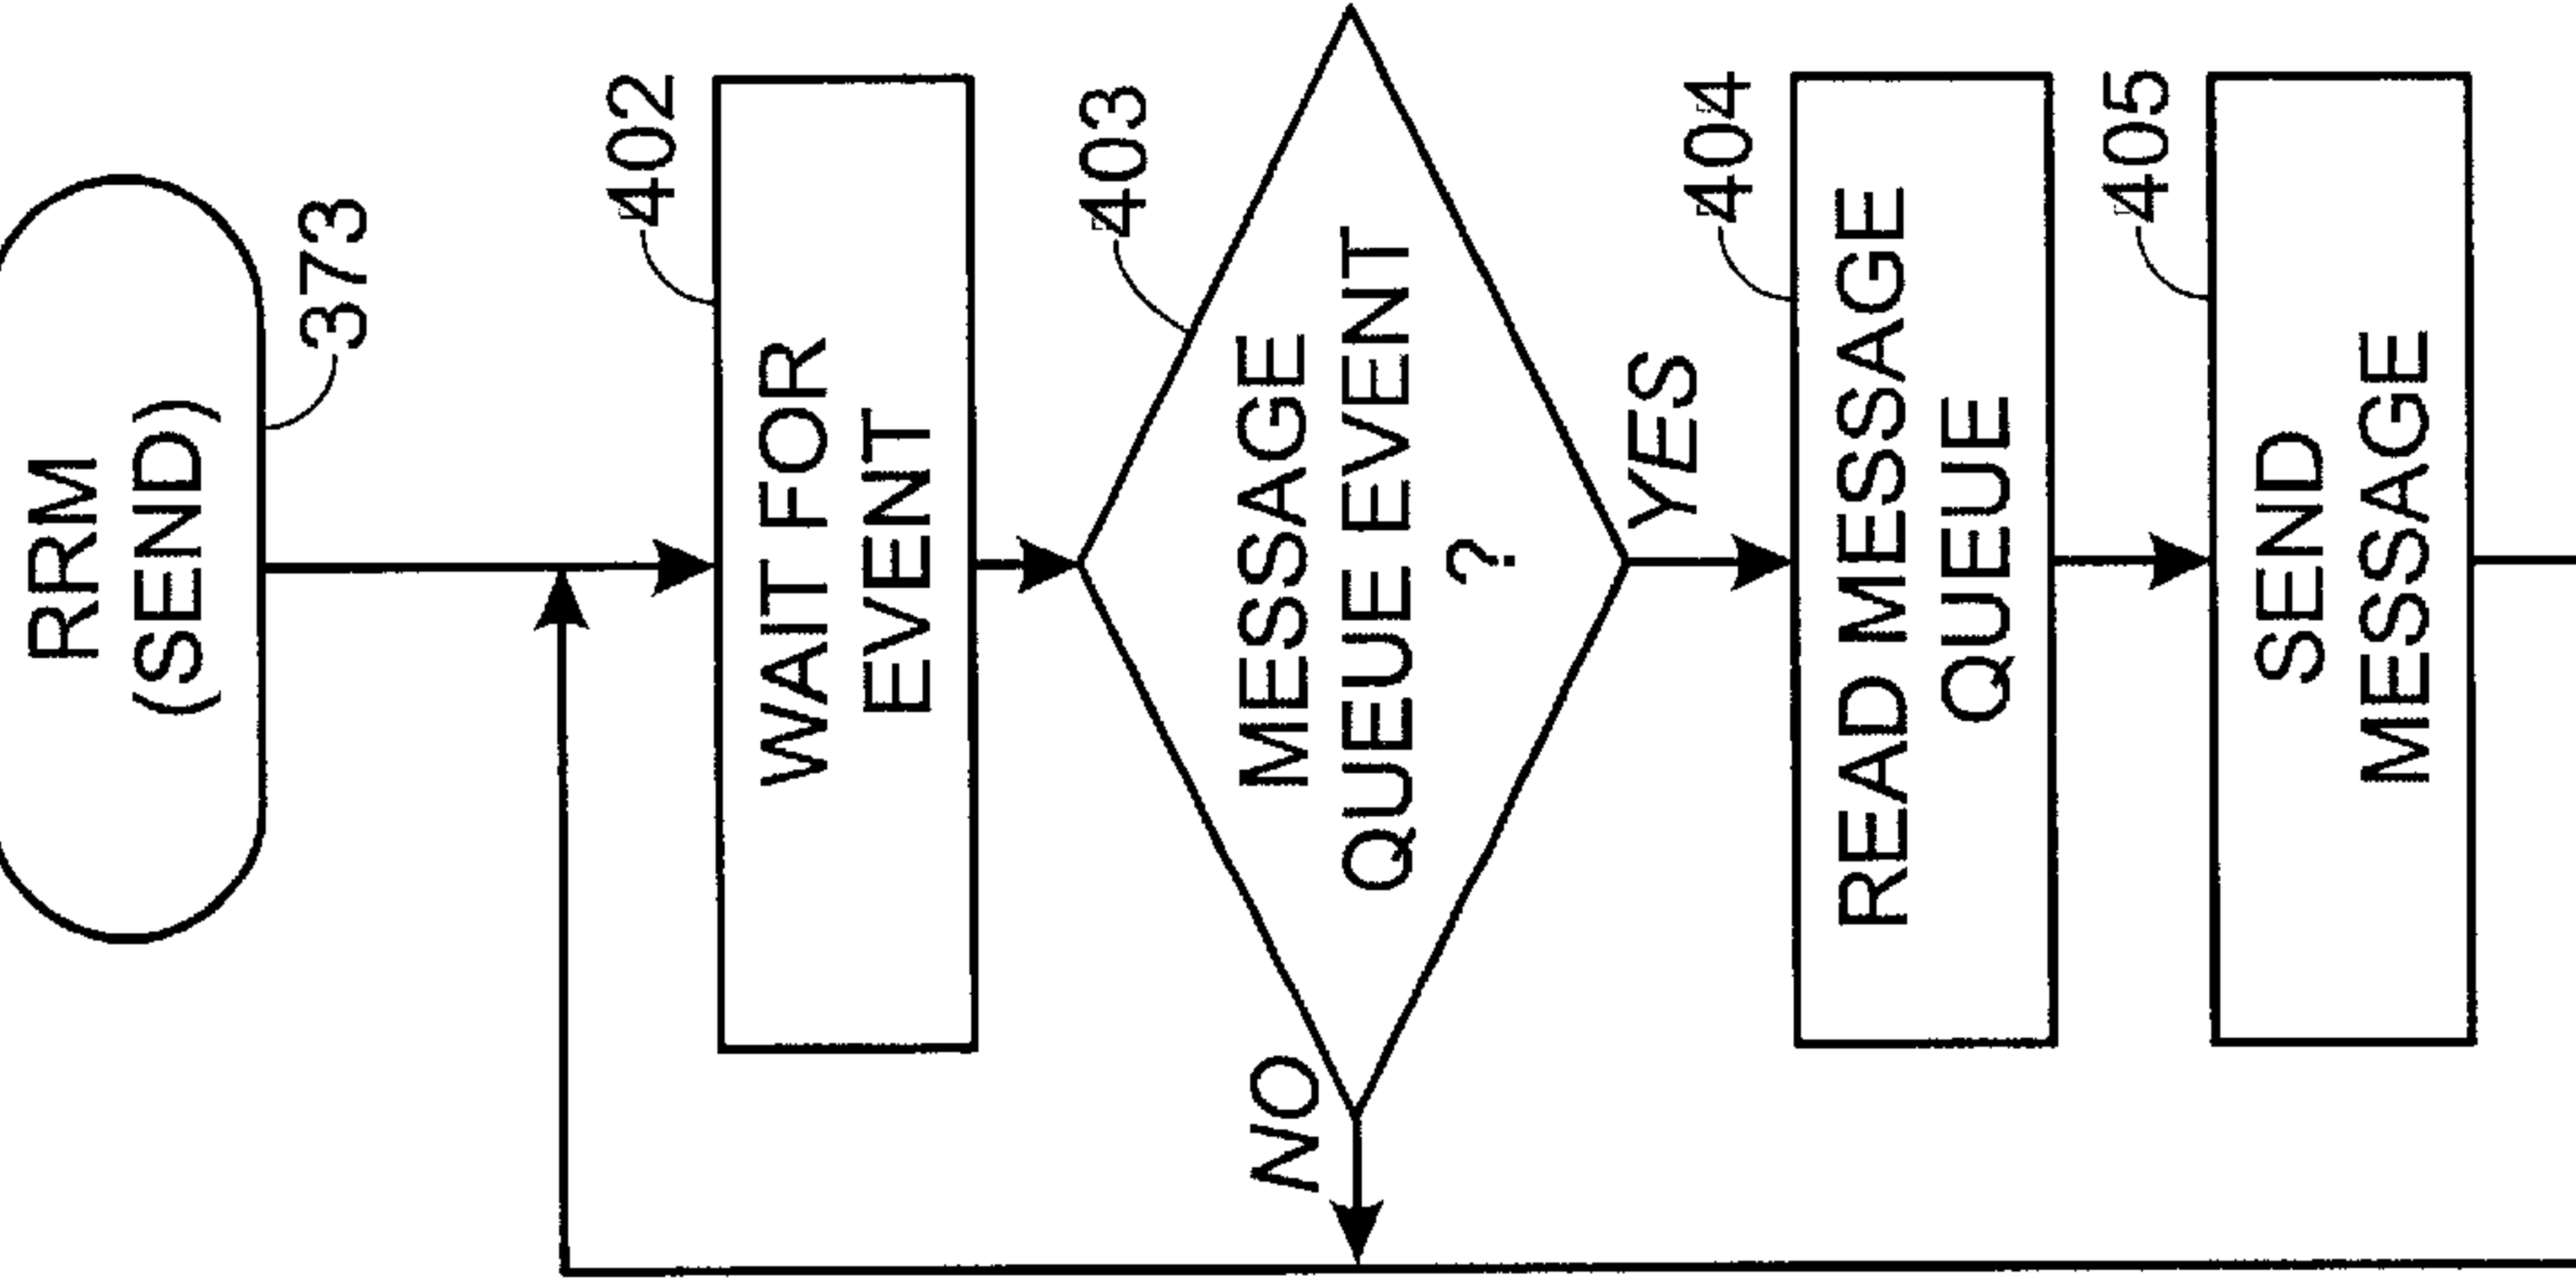 RRM
(SEND)
373
402
WAIT FOR
EVENT
403
MESSAGE
QUEUE EVENT
?
NO
YES
404
READ MESSAGE
QUEUE
405
SEND
MESSAGE